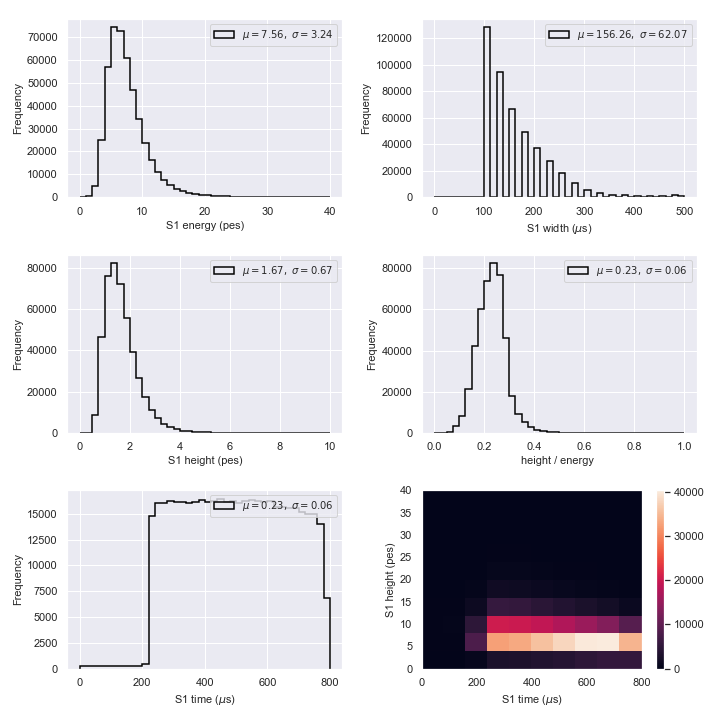 70000
60000
50000
40000
30000
20000
10000
0
Frequency
μ = 7.56, σ = 3.24
0 10 20 30 40
S1 energy (pes)
120000
100000
80000
60000
40000
20000
0
Frequency
μ = 156.26, σ = 62.07
0 100 200 300 400 500
S1 width (μs)
80000
60000
40000
20000
0
Frequency
μ = 1.67, σ = 0.67
0 2 4 6 8 10
S1 height (pes)
80000
60000
40000
20000
0
Frequency
μ = 0.23, σ = 0.06
0.0 0.2 0.4 0.6 0.8 1.0
height / energy
15000
12500
10000
7500
5000
2500
0
Frequency
μ = 0.23, σ = 0.06
0 200 400 600 800
S1 time (μs)
40
35
30
25
20
15
10
5
0
S1 height (pes)
0 200 400 600 800
S1 time (μs)
40000
30000
20000
10000
0